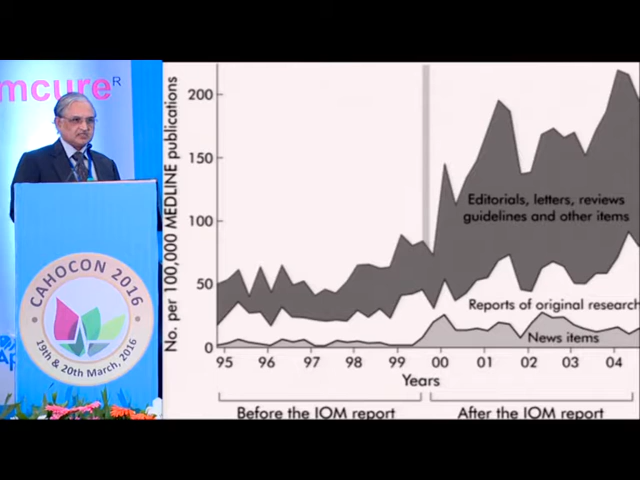 mcureR
CAHOCON 2016
19th & 20th March, 2016
No. per 100,000 MEDLINE publications
200
150
100
50
0
Editorials, letters, reviews
guidelines and other items
Reports of original research
News items
95 96 97 98 99 00 01 02 03 04
Years
Before the IOM report
After the IOM report